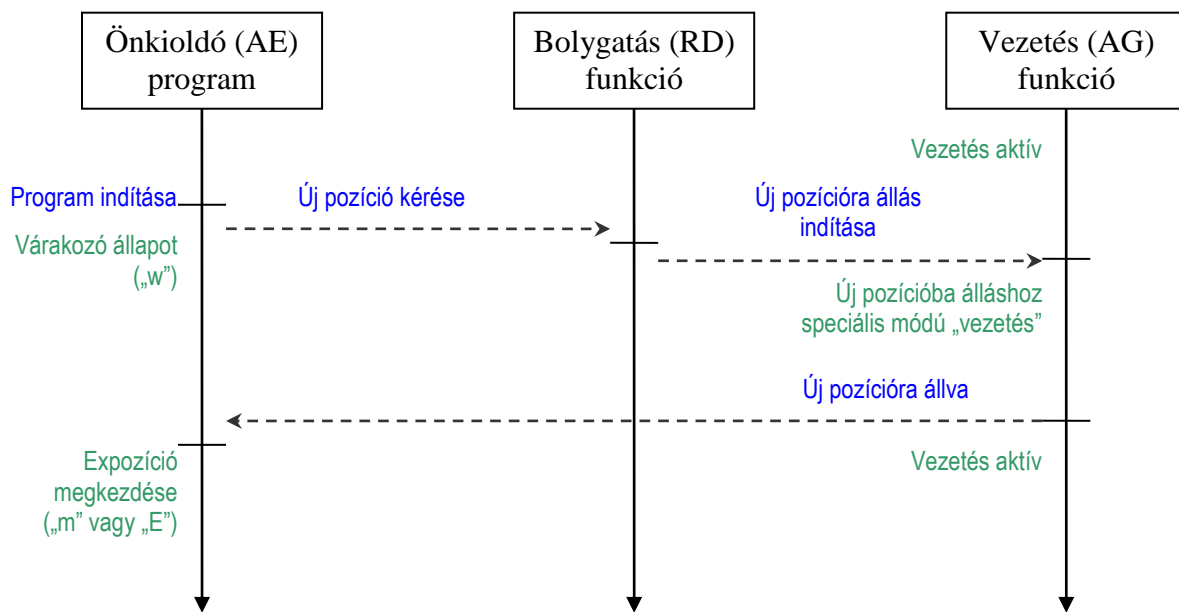 Önkioldó (AE)
program
Bolygatás (RD)
funkció
Vezetés (AG)
funkció
Vezetés aktív
Program indítása
Új pozíció kérése
Új pozícióra állás
indítása
Várakozó állapot
(„w”)
Új pozícióba álláshoz
speciális módú „vezetés”
Új pozícióra állva
Expozíció
megkezdése
(„m” vagy „E”)
Vezetés aktív